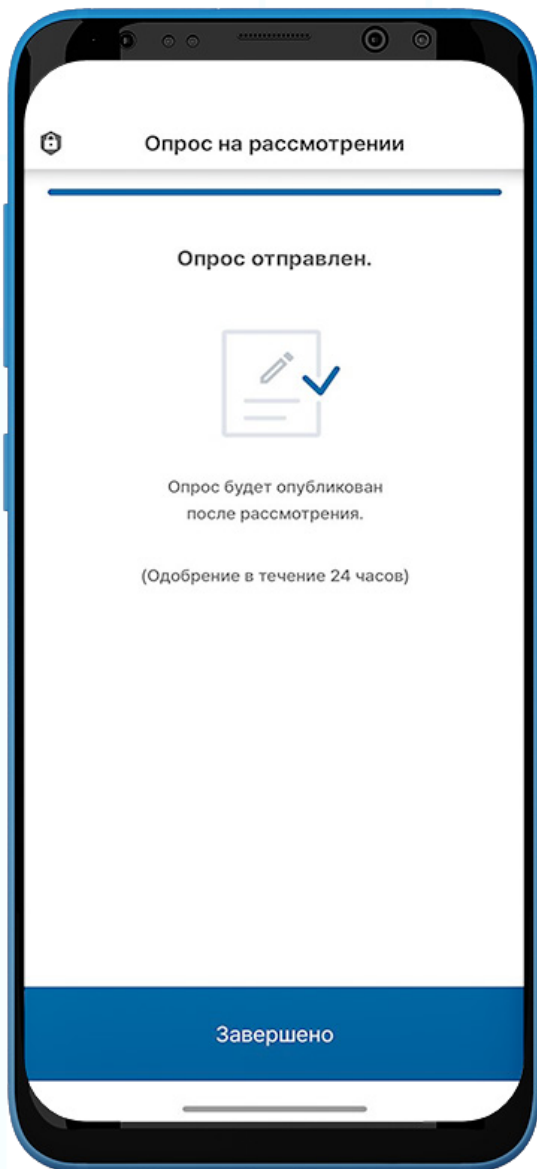 Опрос на рассмотрении
Опрос отправлен.
Опрос будет опубликован
после рассмотрения.
(Одобрение в течение 24 часов)
Завершено